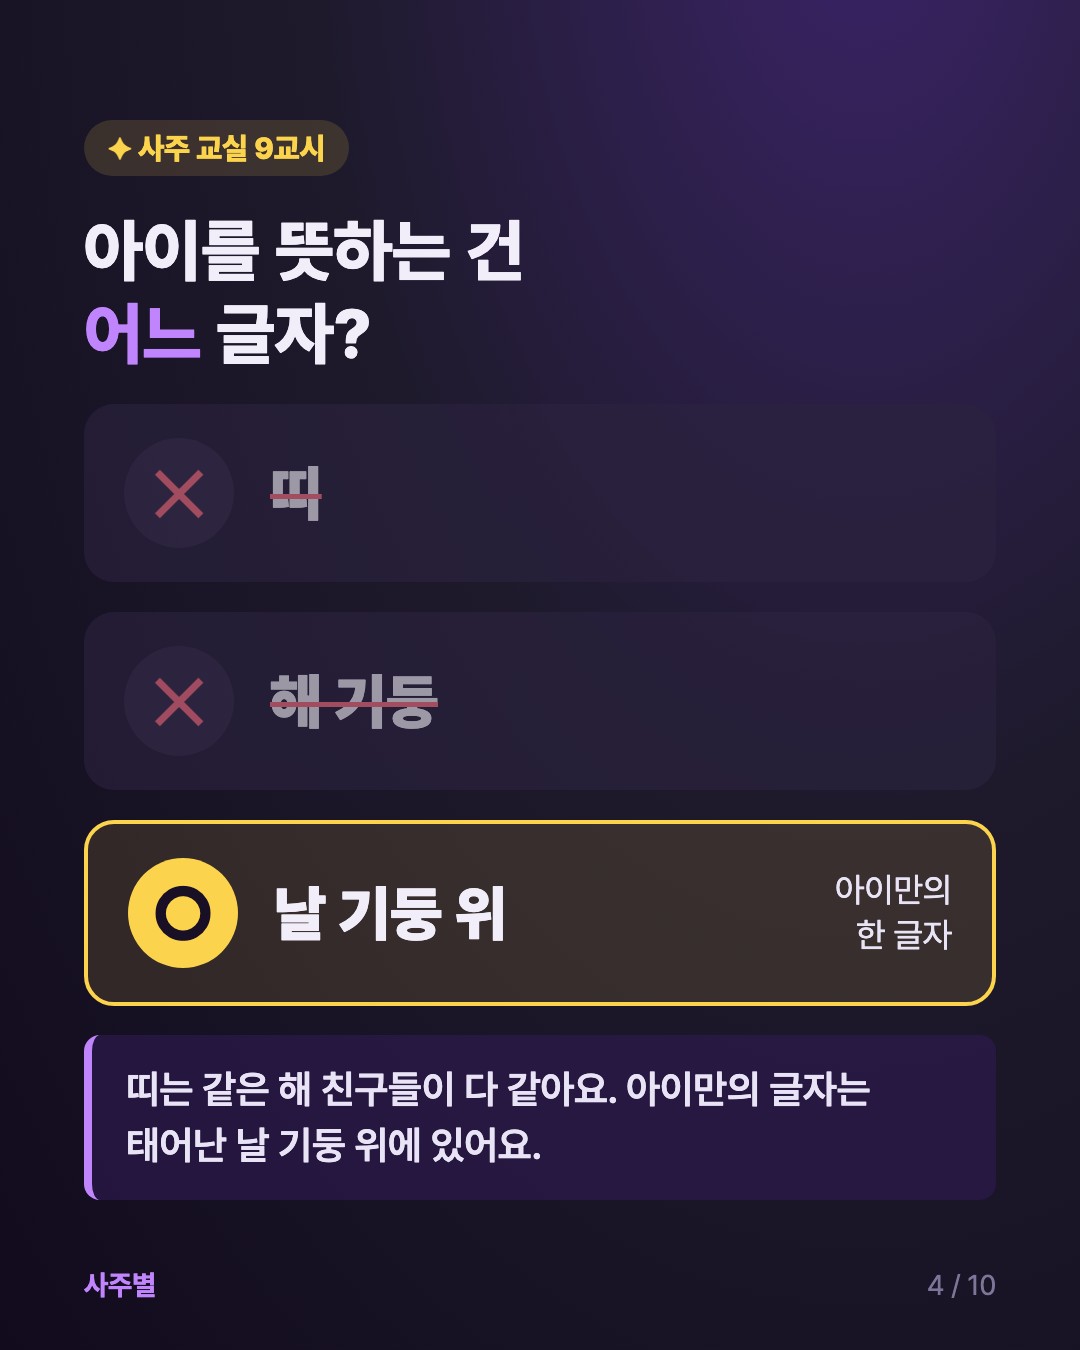 ✦ 사주 교실 9교시
아이를 뜻하는 건
어느 글자?
띠
해 기둥
날 기둥 위
아이만의
한 글자
띠는 같은 해 친구들이 다 같아요. 아이만의 글자는
태어난 날 기둥 위에 있어요.
사주별
4 / 10